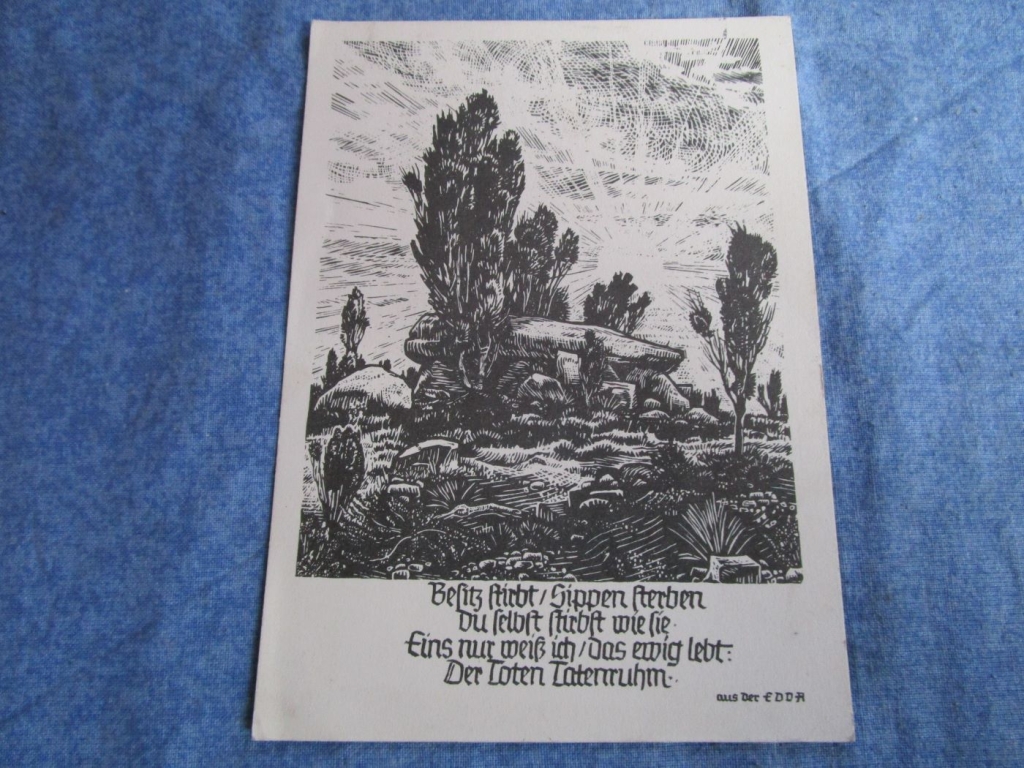 Besitz stirbt / Sippen sterben
Du selbst stirbst wie sie·
Eins nur weiß ich / das ewig lebt:
Der Toten Tatenruhm·
aus der EDDA